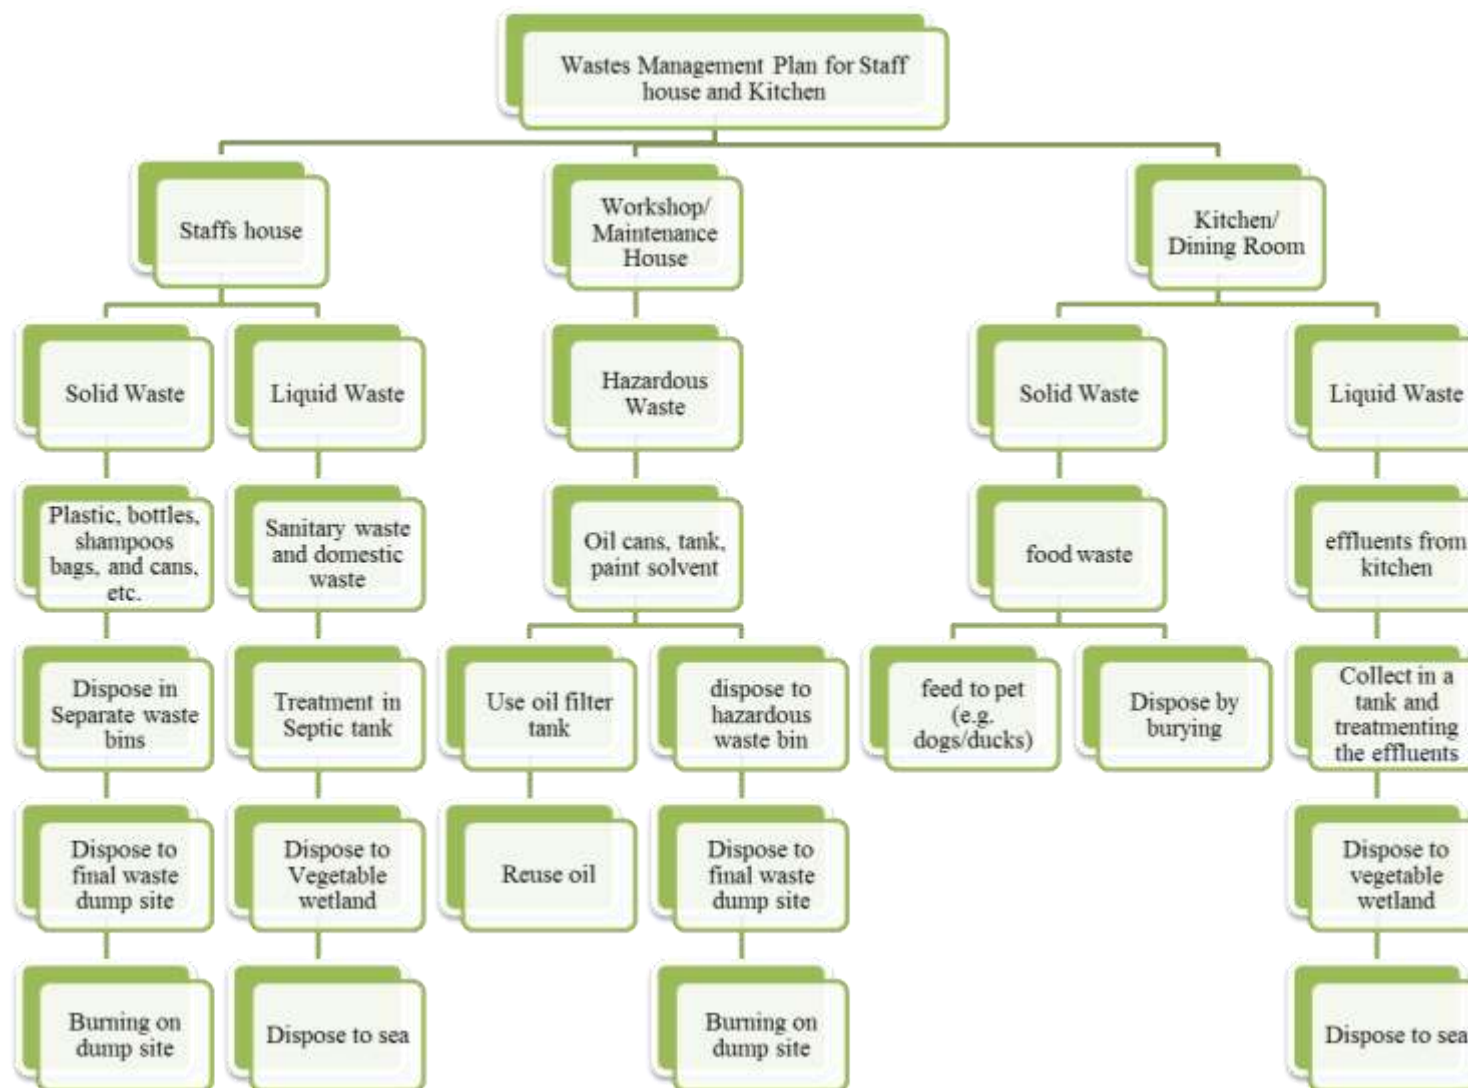 Wastes Management Plan for Staff
house and Kitchen
Staffs house
Workshop/
Maintenance
House
Kitchen/
Dining Room
Solid Waste
Liquid Waste
Hazardous
Waste
Solid Waste
Liquid Waste
Plastic, bottles,
shampoos
bags, and cans,
etc.
Sanitary waste
and domestic
waste
Oil cans, tank,
paint solvent
food waste
effluents from
kitchen
Dispose in
Separate waste
bins
Treatment in
Septic tank
Use oil filter
tank
dispose to
hazardous
waste bin
feed to pet
(e.g.
dogs/ducks)
Dispose by
burying
Collect in a
tank and
treatmenting
the effluents
Dispose to
final waste
dump site
Dispose to
Vegetable
wetland
Reuse oil
Dispose to
final waste
dump site
Dispose to
vegetable
wetland
Burning on
dump site
Dispose to sea
Burning on
dump site
Dispose to sea